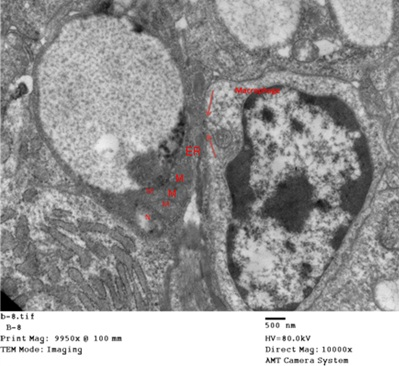 Macrophage
ER
M
M
b-8.tif
B-8
Print Mag: 9950x @ 100 mm
TEM Mode: Imaging
500 nm
HV=80.0kV
Direct Mag: 10000x
AMT Camera System